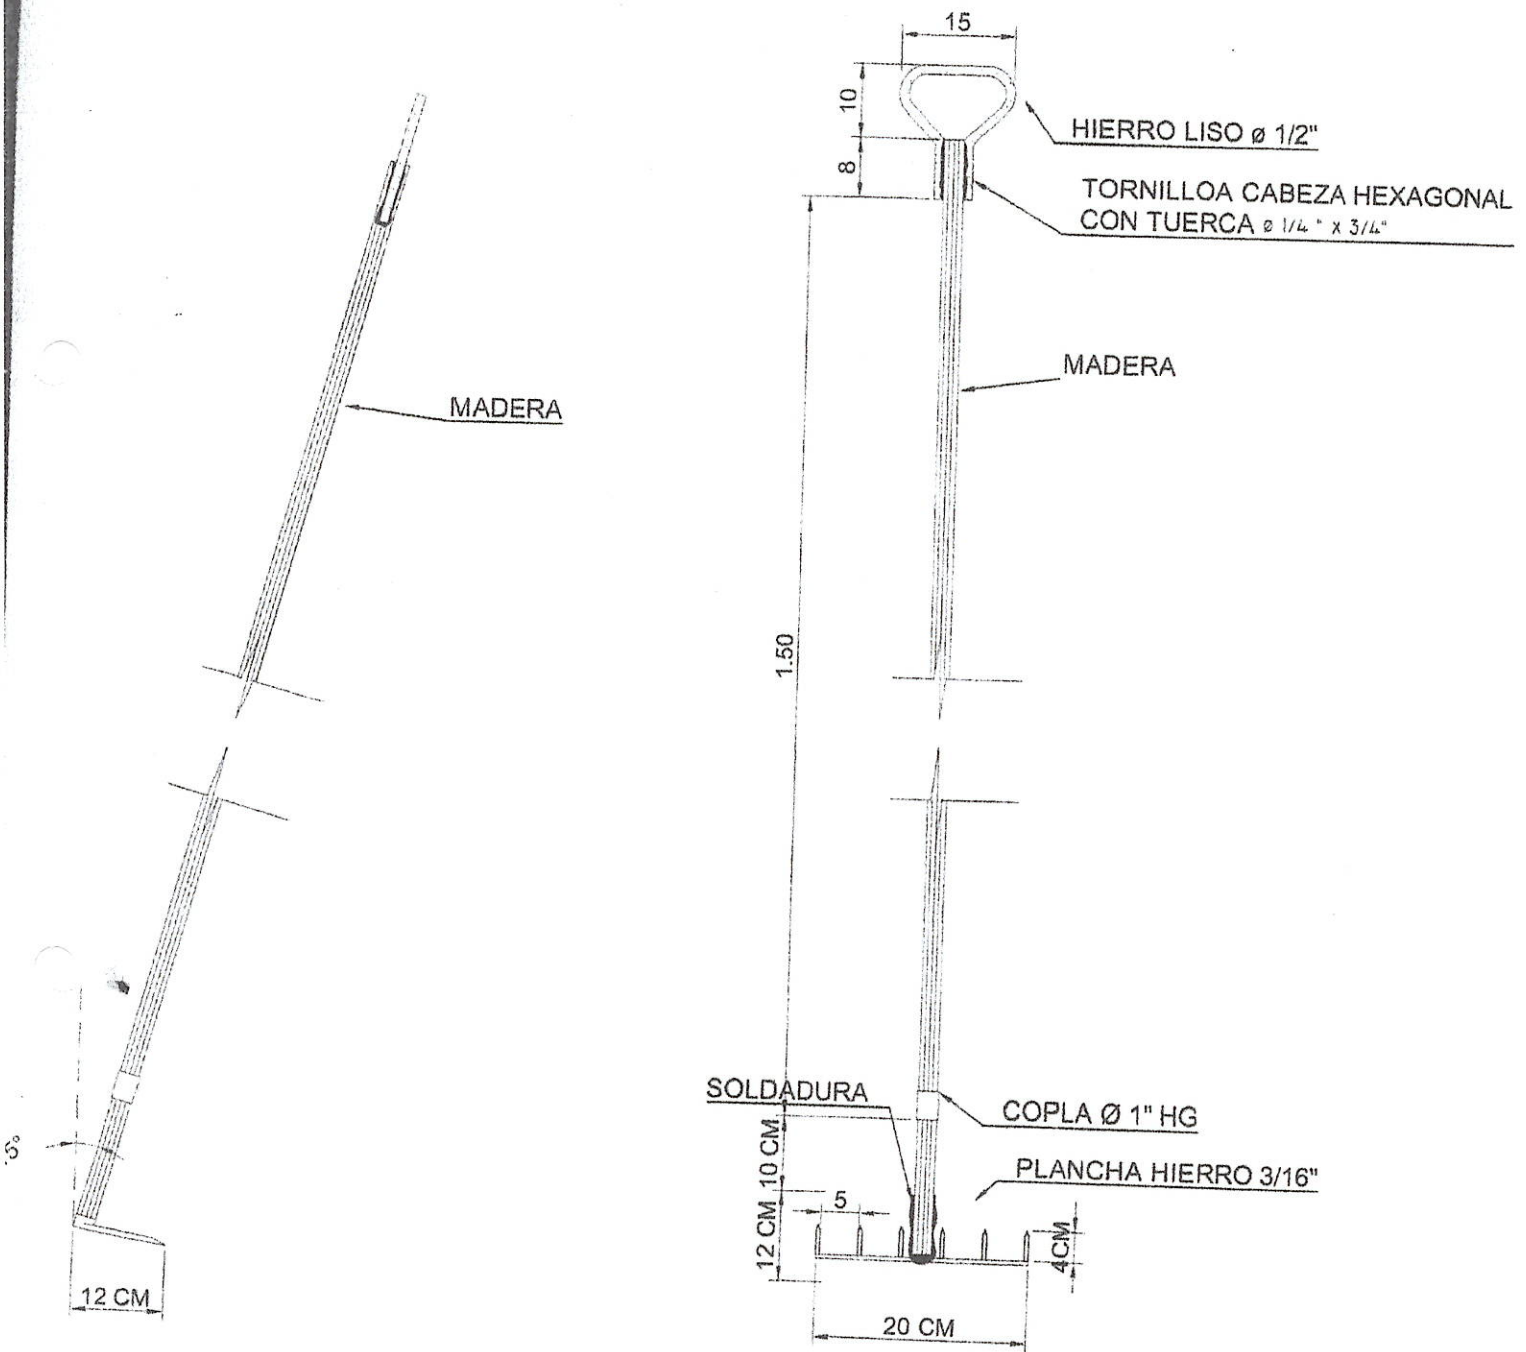 15
10
HIERRO LISO ø 1/2"
8
TORNILLOA CABEZA HEXAGONAL
CON TUERCA ø 1/4 " x 3/4"
MADERA
MADERA
1.50
SOLDADURA
COPLA Ø 1" HG
10 CM
PLANCHA HIERRO 3/16"
5
12 CM
4CM
6°
12 CM
20 CM